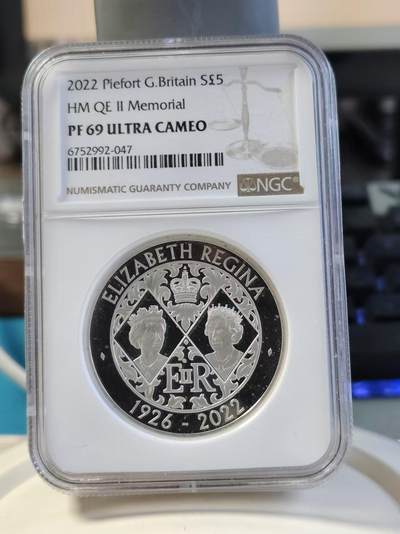 2022 Piefort G.Britain S£5
HM QE II Memorial
PF 69 ULTRA CAMEO
6752992-047
NUMISMATIC GUARANTY COMPANY
NGC
ELIZABETH REGINA
EIIR
1926 - 2022